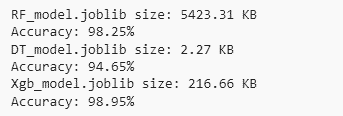 RF_model.joblib size: 5423.31 KB
Accuracy: 98.25%
DT_model.joblib size: 2.27 KB
Accuracy: 94.65%
Xgb_model.joblib size: 216.66 KB
Accuracy: 98.95%